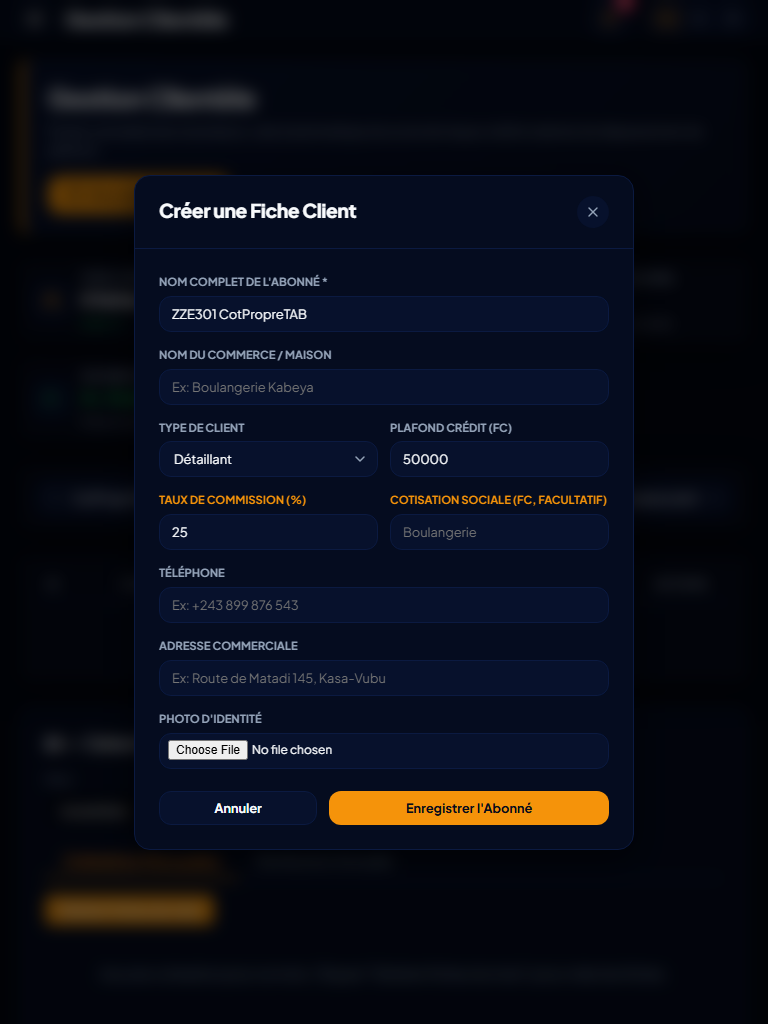 Créer une Fiche Client
NOM COMPLET DE L'ABONNÉ *
ZZE301 CotPropreTAB
NOM DU COMMERCE / MAISON
Ex: Boulangerie Kabeya
TYPE DE CLIENT
PLAFOND CRÉDIT (FC)
Détaillant
50000
TAUX DE COMMISSION (%)
COTISATION SOCIALE (FC, FACULTATIF)
25
Boulangerie
TÉLÉPHONE
Ex: +243 899 876 543
ADRESSE COMMERCIALE
Ex: Route de Matadi 145, Kasa-Vubu
PHOTO D'IDENTITÉ
Choose File No file chosen
Annuler
Enregistrer l'Abonné